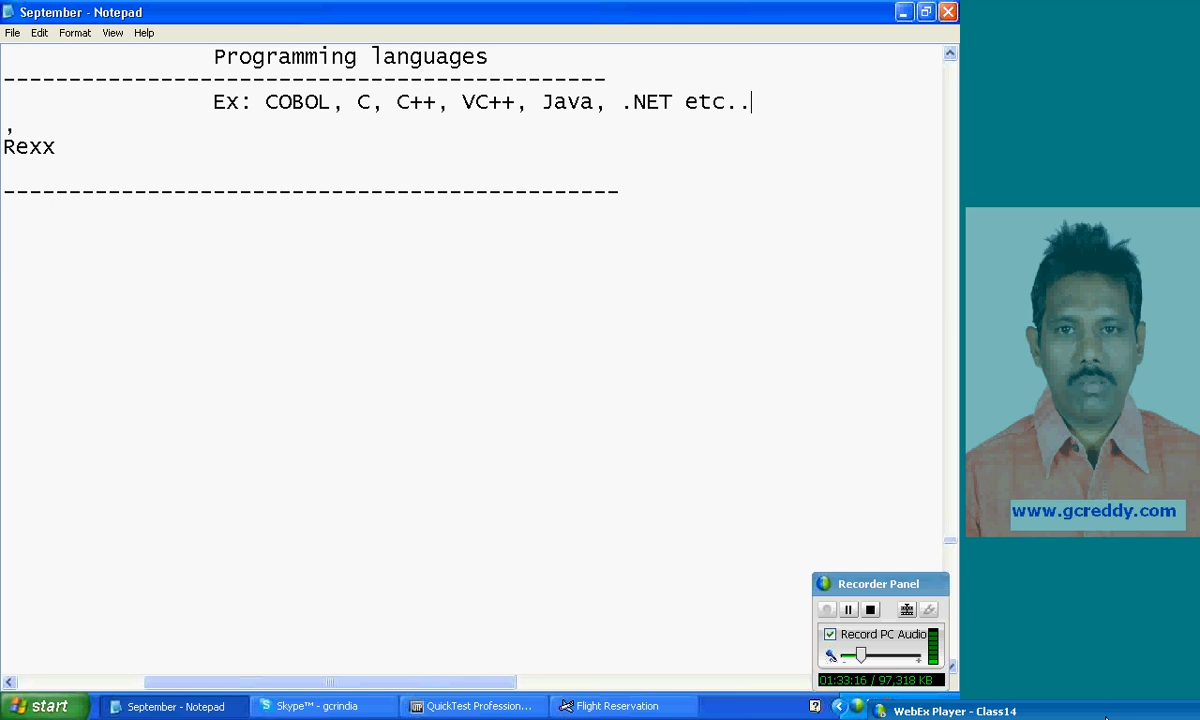 September - Notepad
File Edit Format View Help
Programming languages
-----------------------------------------------
Ex: COBOL, C, C++, VC++, Java, .NET etc..
,
Rexx
------------------------------------------------
www.gcreddy.com
Recorder Panel
Record PC Audio
- +
01:33:16 / 97,318 KB
start
September - Notepad
Skype™ - gcrindia
QuickTest Profession...
Flight Reservation
WebEx Player - Class14